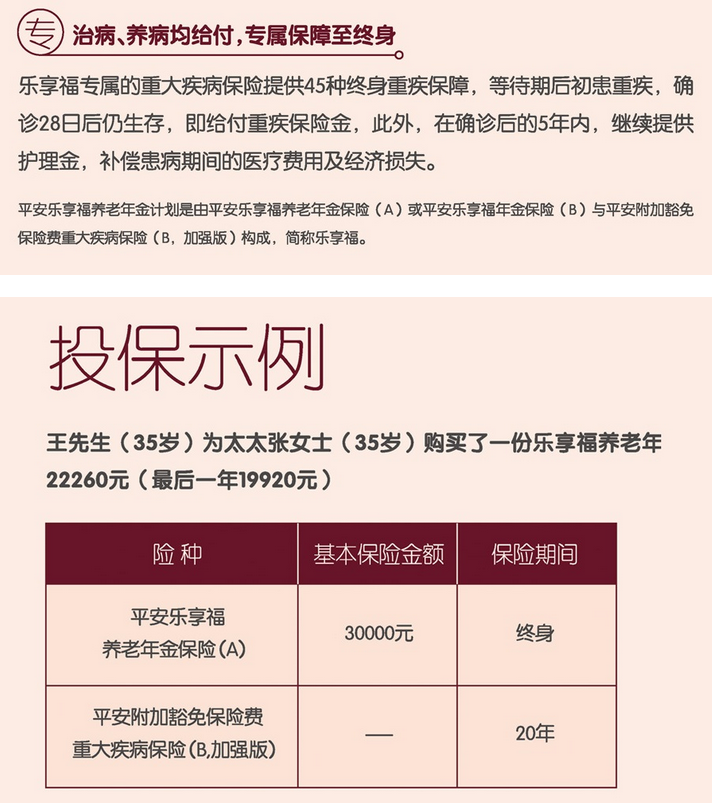 专 治病、养病均给付,专属保障至终身
乐享福专属的重大疾病保险提供45种终身重疾保障，等待期后初患重疾，确
诊28日后仍生存，即给付重疾保险金，此外，在确诊后的5年内，继续提供
护理金，补偿患病期间的医疗费用及经济损失。
平安乐享福养老年金计划是由平安乐享福养老年金保险（A）或平安乐享福年金保险（B）与平安附加豁免
保险费重大疾病保险（B，加强版）构成，简称乐享福。
投保示例
王先生（35岁）为太太张女士（35岁）购买了一份乐享福养老年
22260元（最后一年19920元）
险 种 基本保险金额 保险期间
平安乐享福
养老年金保险(A)
30000元
终身
平安附加豁免保险费
重大疾病保险(B,加强版)
—
20年